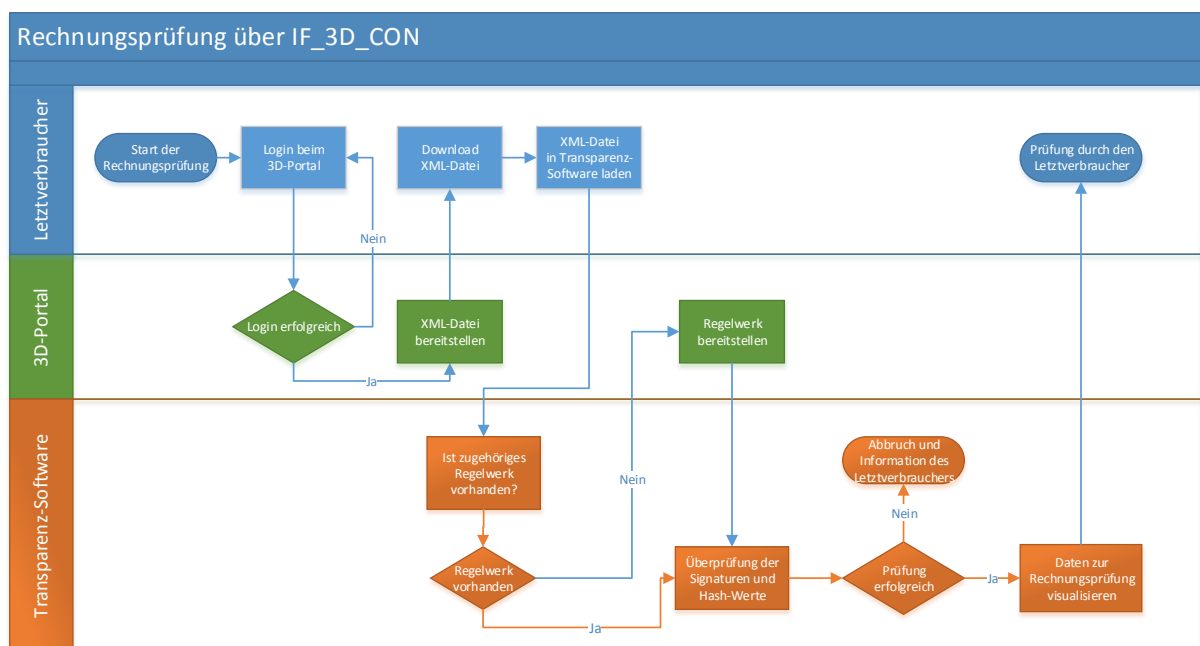 Rechnungsprüfung über IF_3D_CON
Letztverbraucher
Start der
Rechnungsprüfung
Login beim
3D-Portal
Download
XML-Datei
XML-Datei
in Transparenz-
Software laden
Prüfung durch den
Letztverbraucher
Nein
3D-Portal
Login erfolgreich
XML-Datei
bereitstellen
Regelwerk
bereitstellen
Ja
Transparenz-Software
Ist zugehöriges
Regelwerk
vorhanden?
Nein
Abbruch und
Information des
Letztverbrauchers
Nein
Regelwerk
vorhanden
Überprüfung der
Signaturen und
Hash-Werte
Prüfung
erfolgreich
Ja
Daten zur
Rechnungsprüfung
visualisieren
Ja